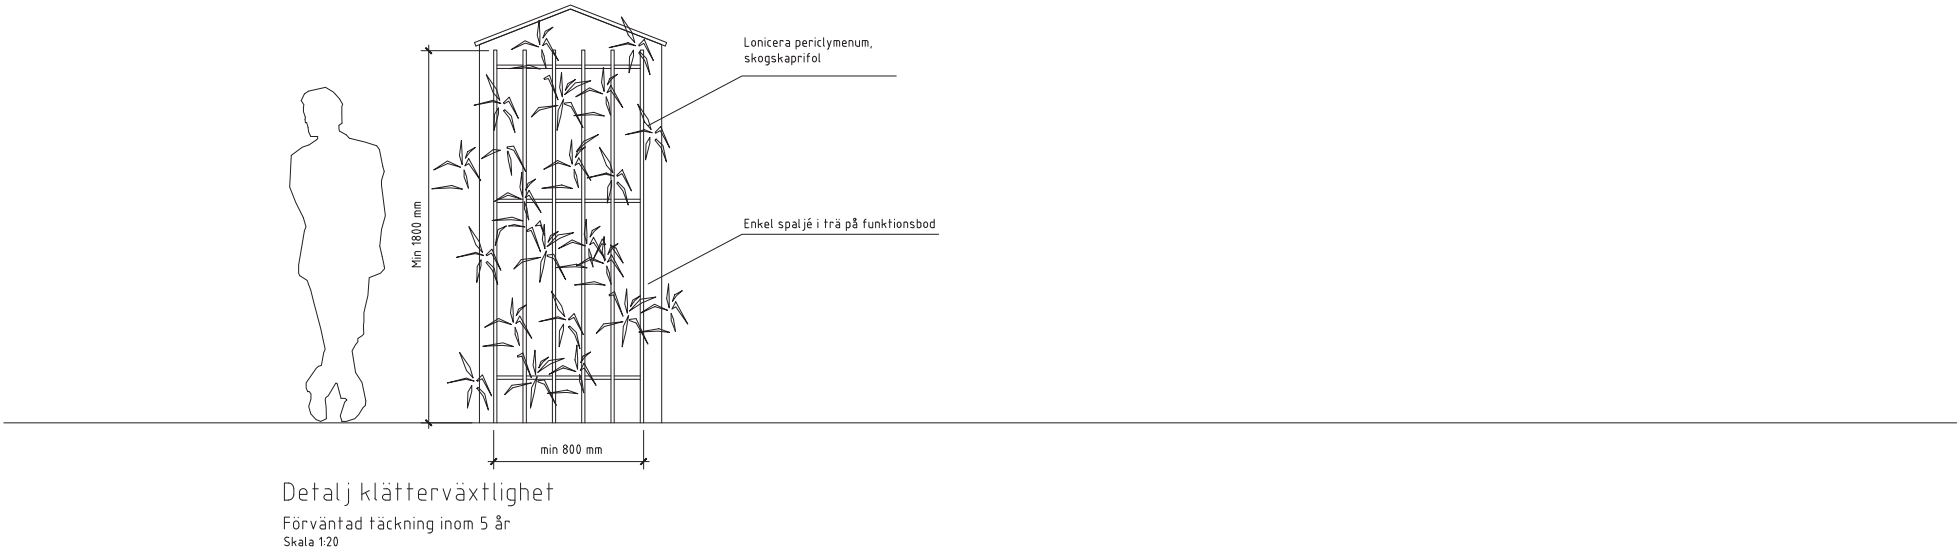 Lonicera periclymenum,
skogskaprifol
Min 1800 mm
Enkel spaljé i trä på funktionsbod
min 800 mm
Detalj klätterväxtlighet
Förväntad täckning inom 5 år
Skala 1:20